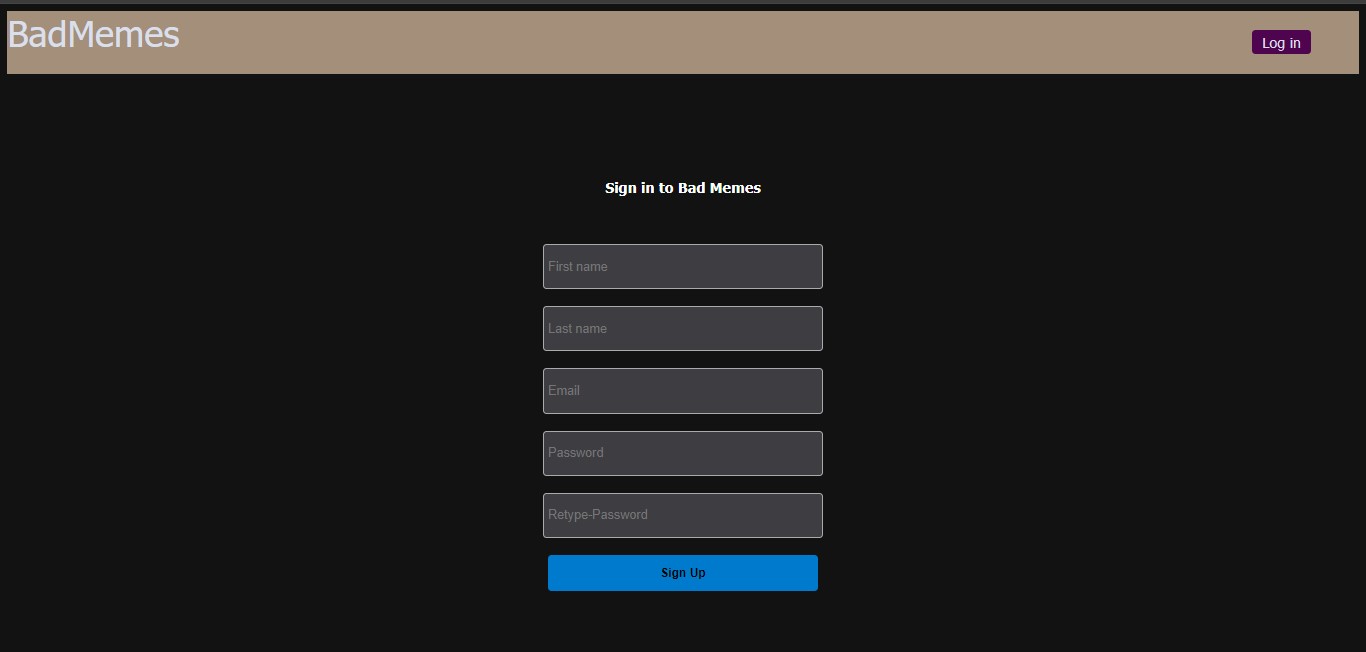 BadMemes
Log in
Sign in to Bad Memes
First name
Last name
Email
Password
Retype-Password
Sign Up